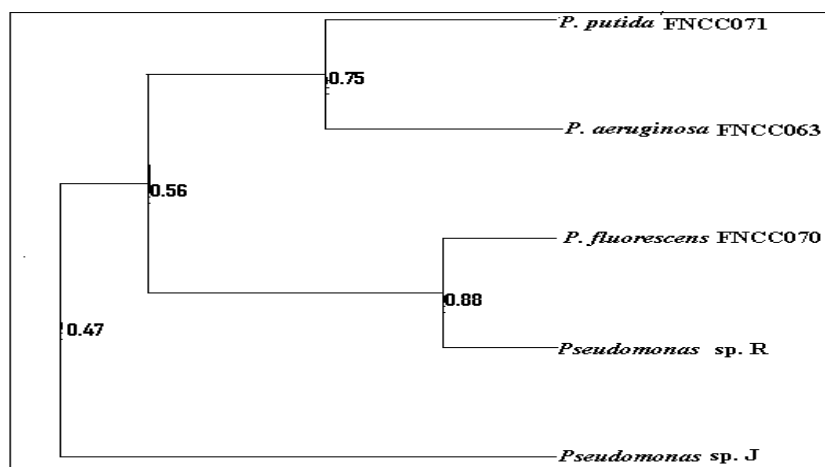 P. putida FNCC071
0.75
P. aeruginosa FNCC063
0.56
P. fluorescens FNCC070
0.88
0.47
Pseudomonas sp. R
Pseudomonas sp. J